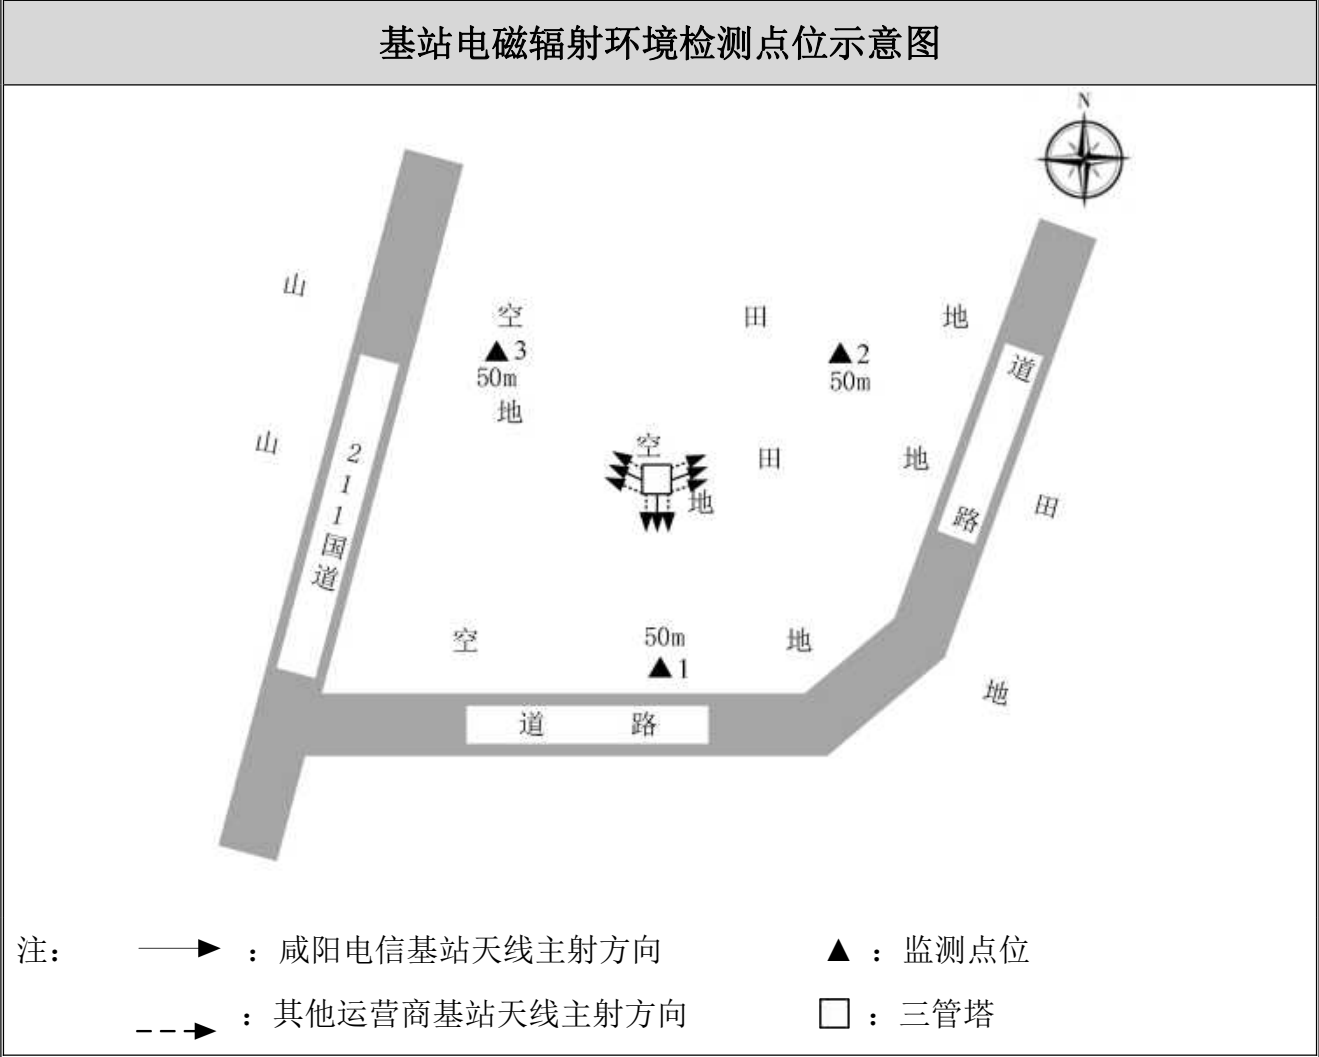 基站电磁辐射环境检测点位示意图
N
山
空
田
地
▲3
50m
地
▲2
50m
道
路
山
211国道
空
地
田
地
田
地
空
50m
▲1
地
道 路
注：
：咸阳电信基站天线主射方向
▲：监测点位
：其他运营商基站天线主射方向
：三管塔